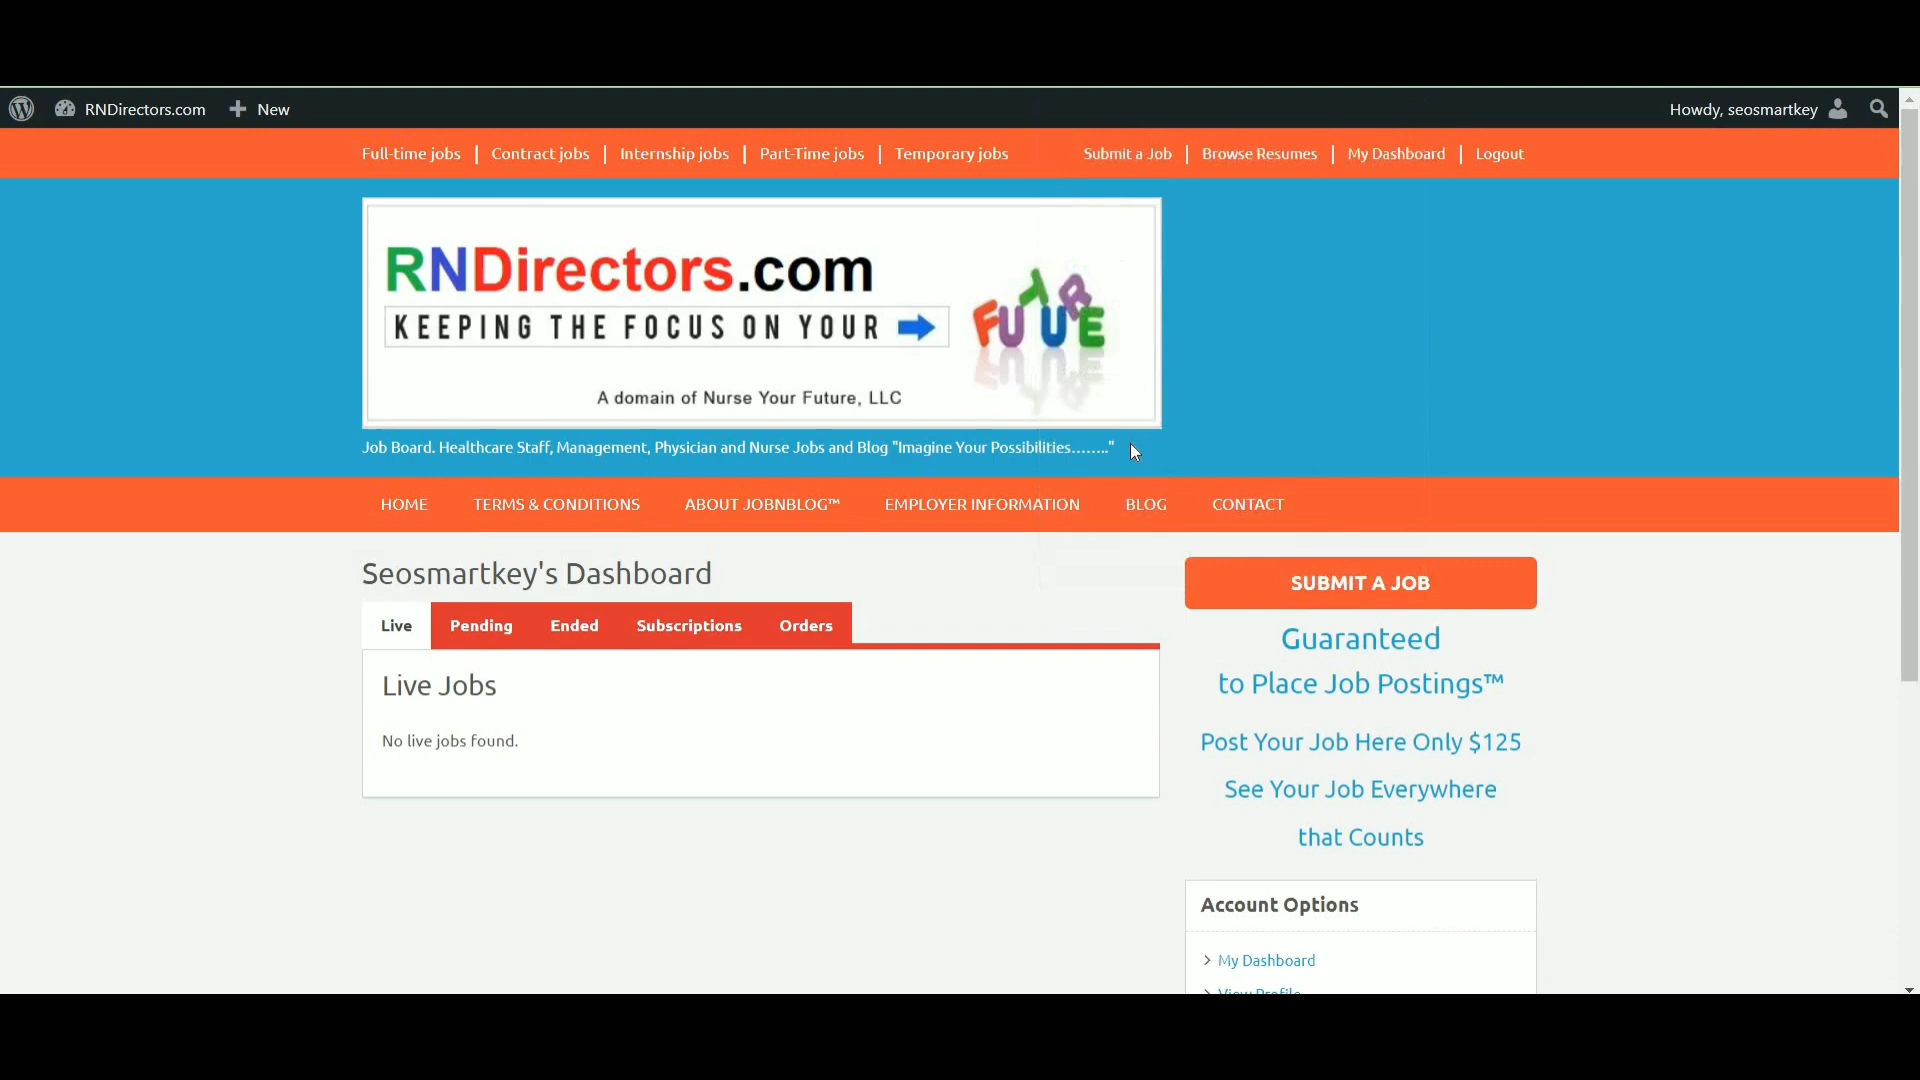 RNDirectors.com New Howdy, seosmartkey
Full-time jobs Contract jobs Internship jobs Part-Time jobs Temporary jobs Submit a Job Browse Resumes My Dashboard Logout
RNDirectors.com
KEEPING THE FOCUS ON YOUR
FUTURE
A domain of Nurse Your Future, LLC
Job Board. Healthcare Staff, Management, Physician and Nurse Jobs and Blog "Imagine Your Possibilities........"
HOME TERMS & CONDITIONS ABOUT JOBNBLOG™ EMPLOYER INFORMATION BLOG CONTACT
Seosmartkey's Dashboard
Live Pending Ended Subscriptions Orders
Live Jobs
No live jobs found.
SUBMIT A JOB
Guaranteed
to Place Job Postings™
Post Your Job Here Only $125
See Your Job Everywhere
that Counts
Account Options
My Dashboard
View Profile